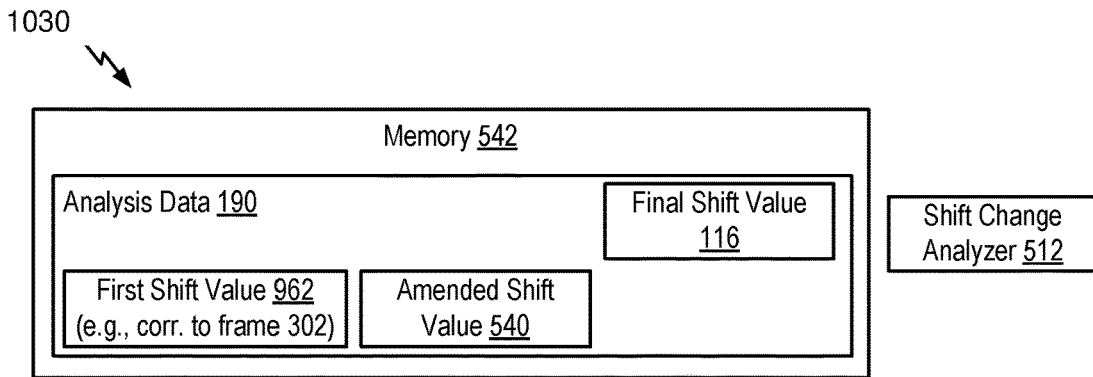 1030
Memory 542
Analysis Data 190
Final Shift Value
116
Shift Change
Analyzer 512
First Shift Value 962
(e.g., corr. to frame 302)
Amended Shift
Value 540